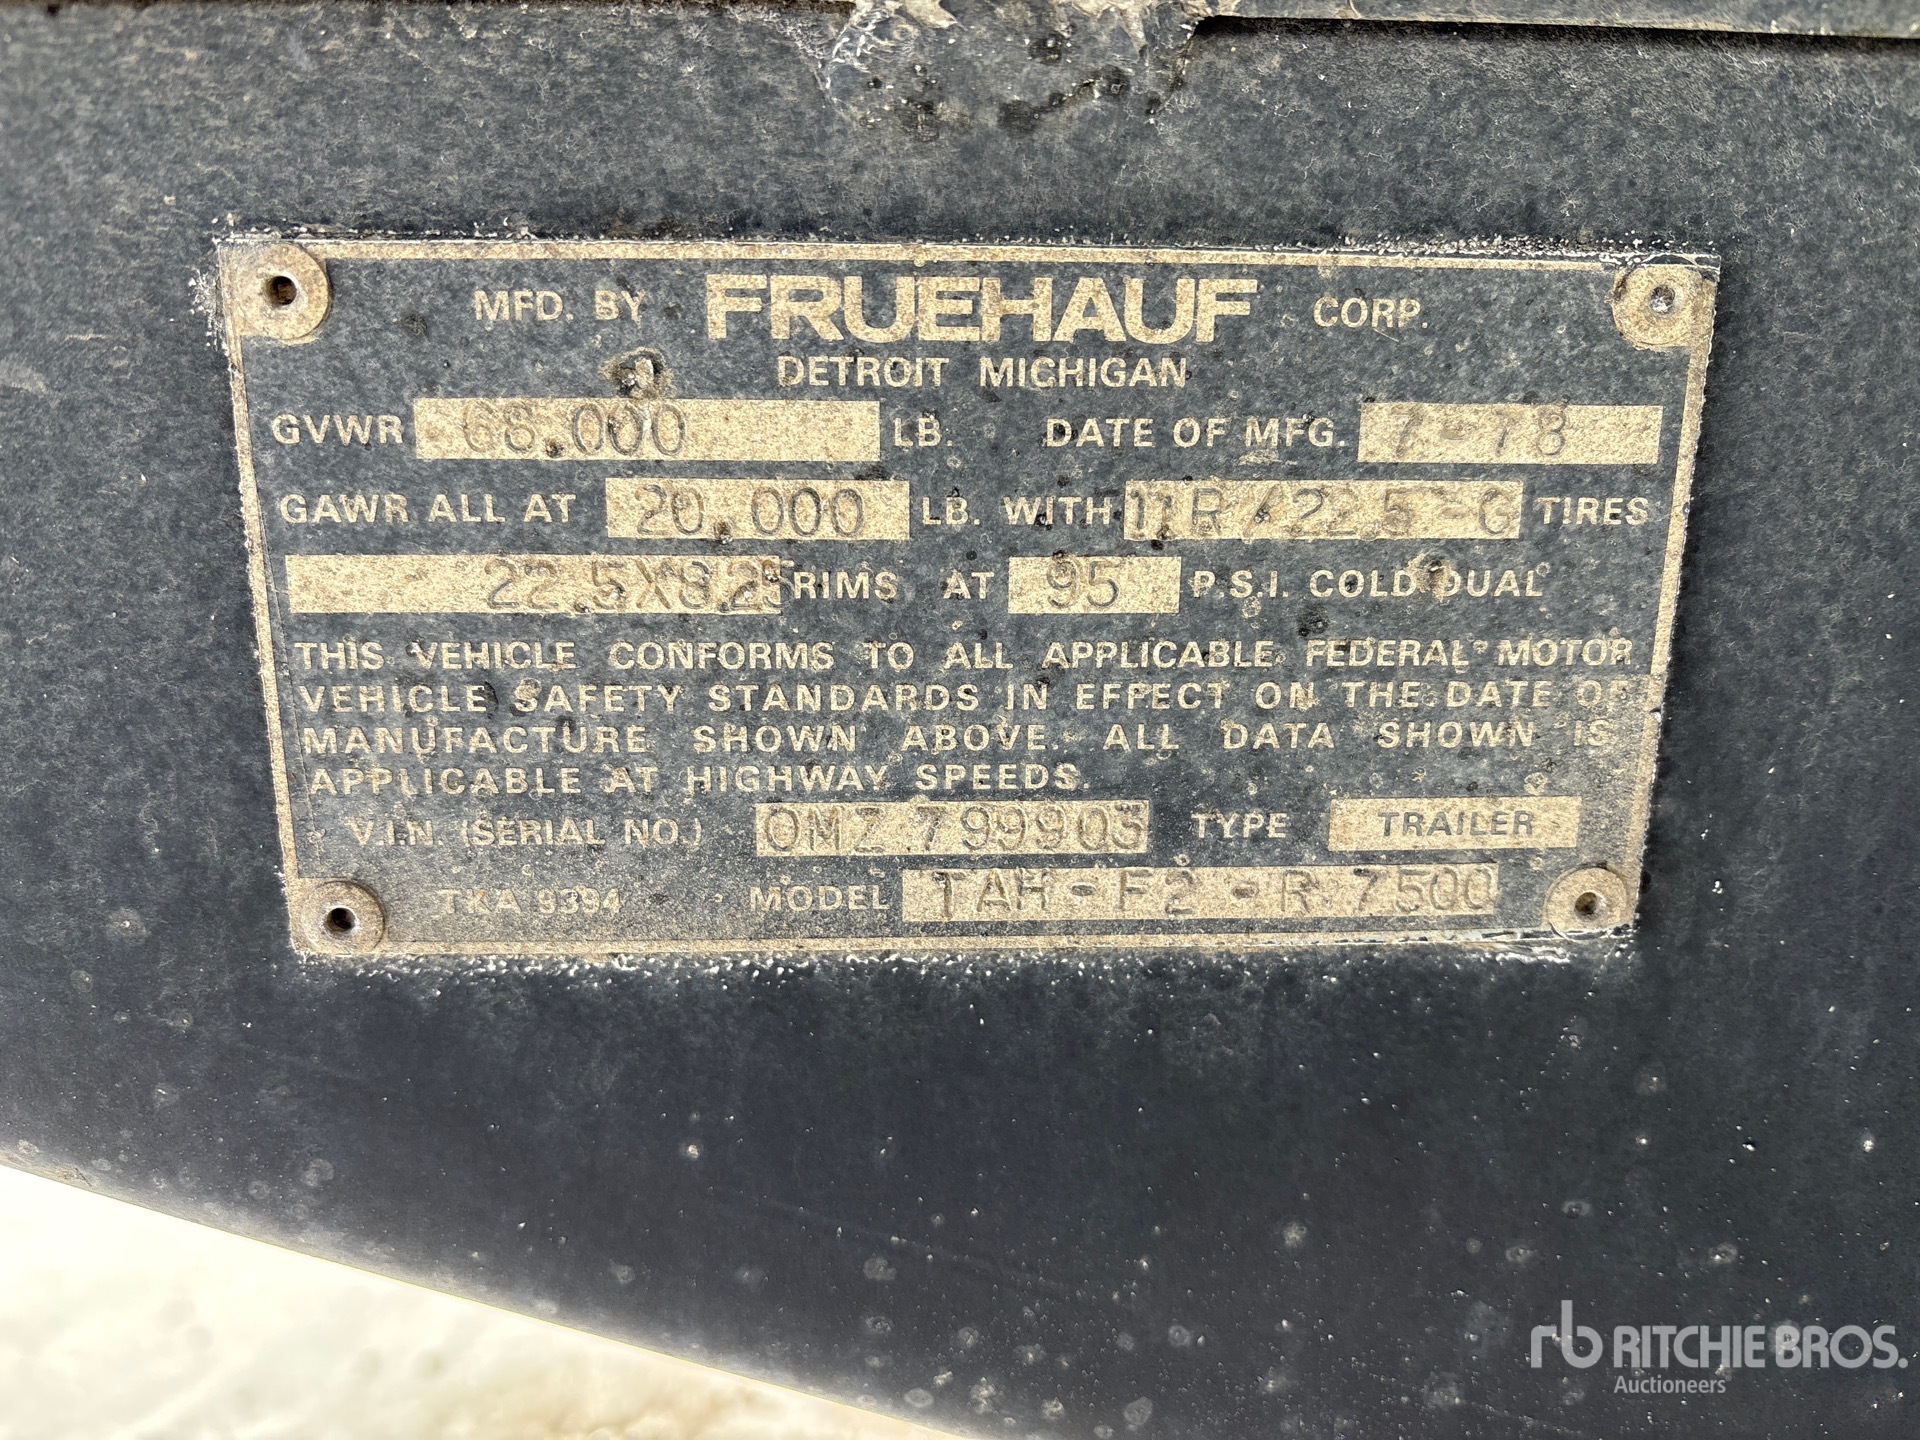 MFD. BY FRUEHAUF CORP.
DETROIT MICHIGAN
GVWR 68,000 LB. DATE OF MFG. 7-78
GAWR ALL AT 20,000 LB. WITH 11R/22.5-G TIRES
22.5X8.25 RIMS AT 95 P.S.I. COLD DUAL
THIS VEHICLE CONFORMS TO ALL APPLICABLE FEDERAL MOTOR
VEHICLE SAFETY STANDARDS IN EFFECT ON THE DATE OF
MANUFACTURE SHOWN ABOVE. ALL DATA SHOWN IS
APPLICABLE AT HIGHWAY SPEEDS.
V.I.N. (SERIAL NO.) OMZ 799903 TYPE TRAILER
TKA 9394 MODEL TAH-F2-R 7500
rb RITCHIE BROS.
Auctioneers